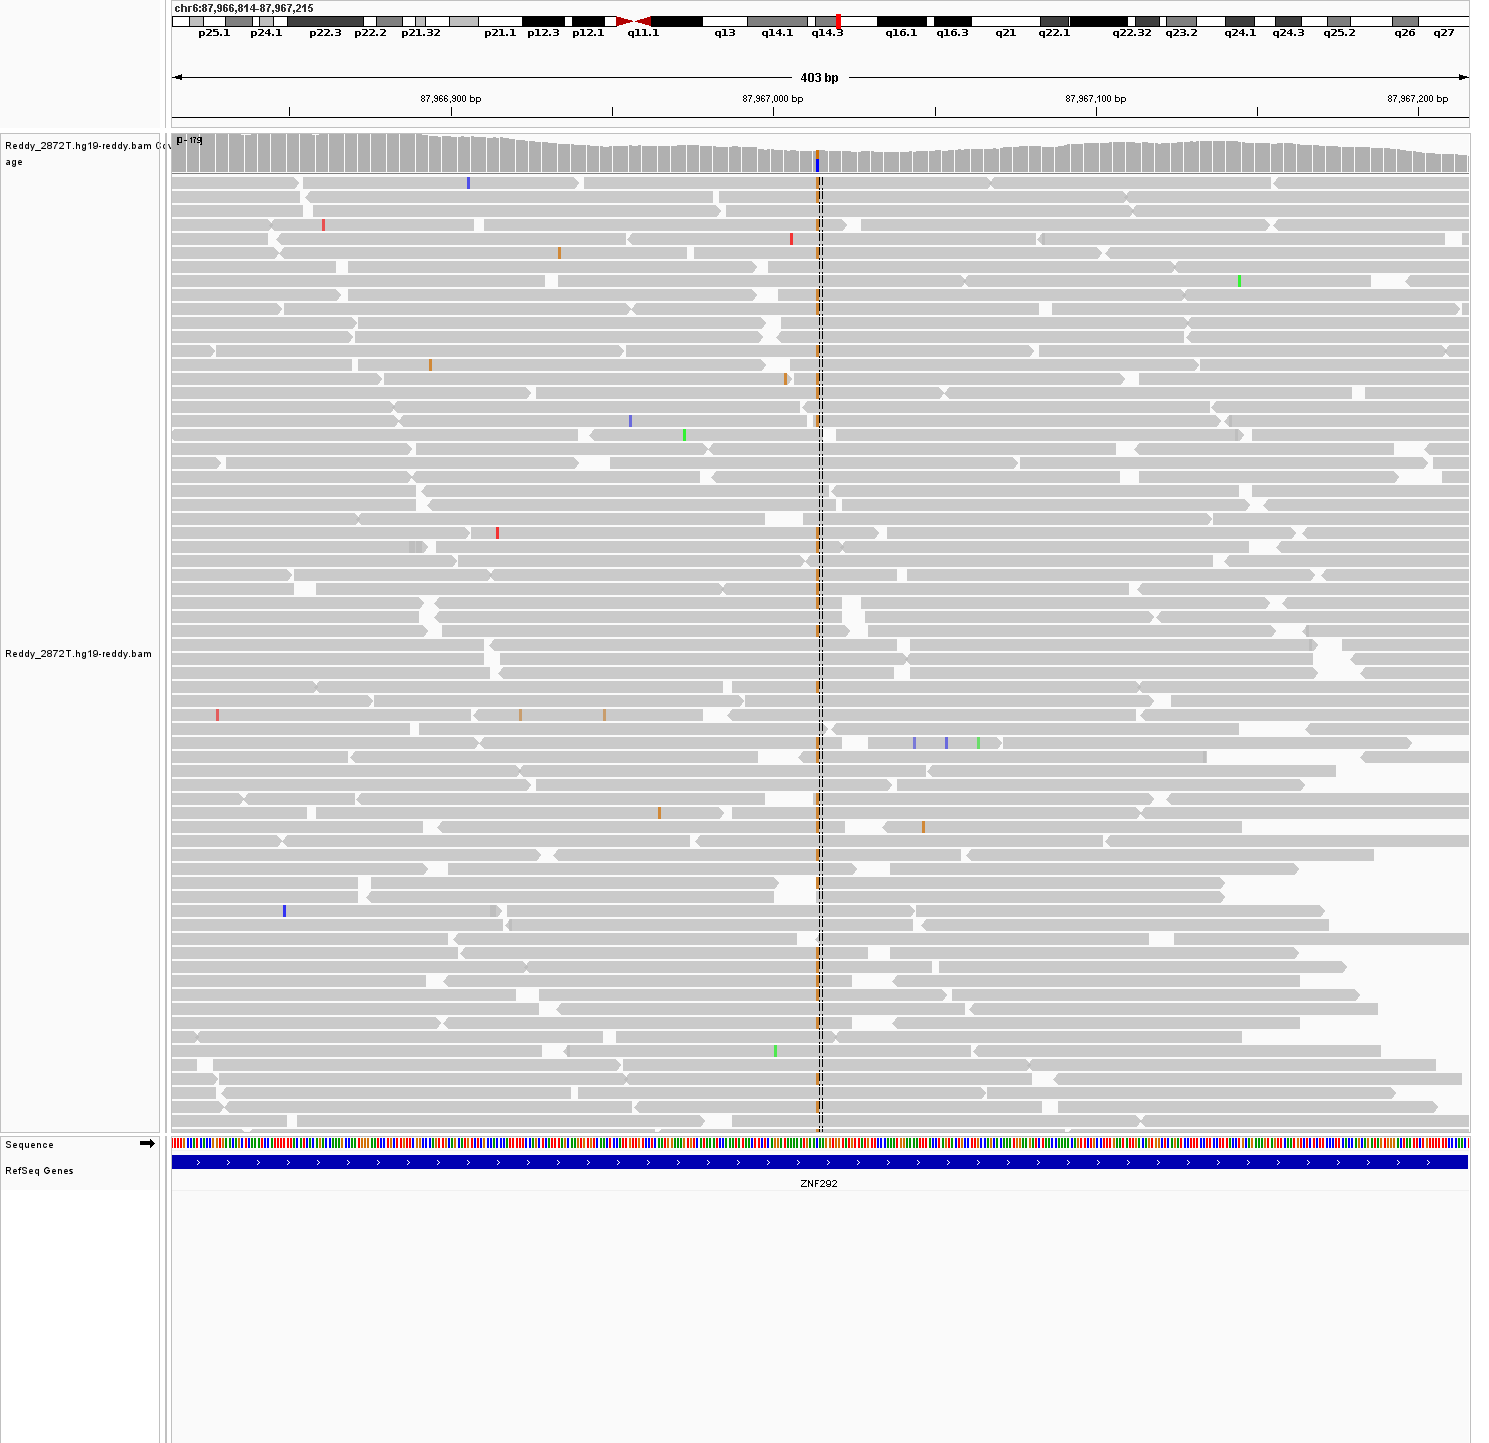 chr6:87,966,814-87,967,215
p25.1 p24.1 p22.3 p22.2 p21.32 p21.1 p12.3 p12.1 q11.1 q13 q14.1 q14.3 q16.1 q16.3 q21 q22.1 q22.32 q23.2 q24.1 q24.3 q25.2 q26 q27
403 bp
87,966,900 bp 87,967,000 bp 87,967,100 bp 87,967,200 bp
[0 - 179]
Reddy_2872T.hg19-reddy.bam Cov
age
Reddy_2872T.hg19-reddy.bam
Sequence
RefSeq Genes
ZNF292